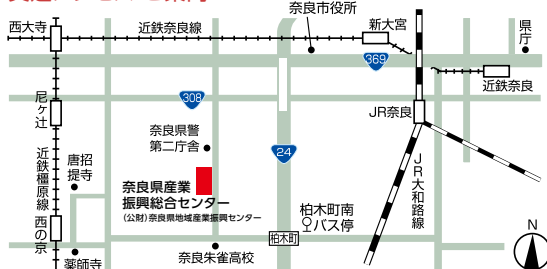 奈良市役所
西大寺
近鉄奈良線
新大宮
県庁
369
近鉄奈良
尼ヶ辻
308
JR奈良
奈良県警
第二庁舎
24
近鉄橿原線
唐招
提寺
JR大和路線
奈良県産業
振興総合センター
(公財)奈良県地域産業振興センター
柏木町南
バス停
西の京
柏木町
薬師寺
奈良朱雀高校
N